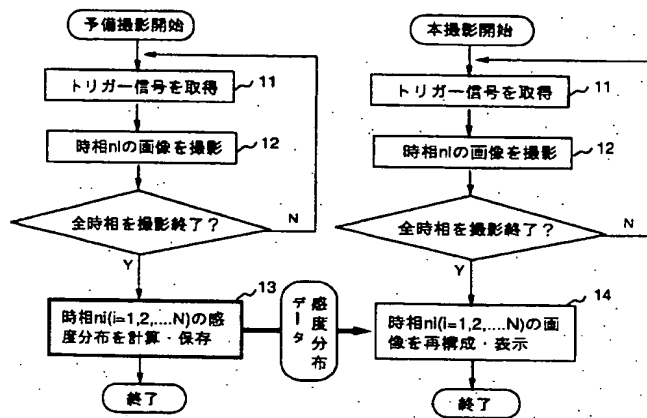 予備撮影開始
トリガー信号を取得
11
時相niの画像を撮影
12
全時相を撮影終了？
N
Y
13
時相ni(i=1,2,....N)の感
度分布を計算・保存
終了
感度分布
データ
本撮影開始
トリガー信号を取得
11
時相niの画像を撮影
12
全時相を撮影終了？
N
Y
14
時相ni(i=1,2,....N)の画
像を再構成・表示
終了